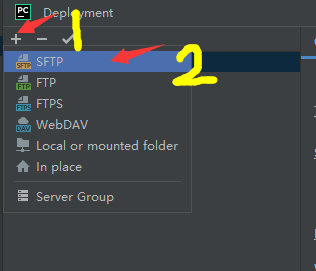 PC Deployment
1
SFTP
SFTP
2
FTP
FTP
FTPS
FTPS
WebDAV
Local or mounted folder
In place
Server Group